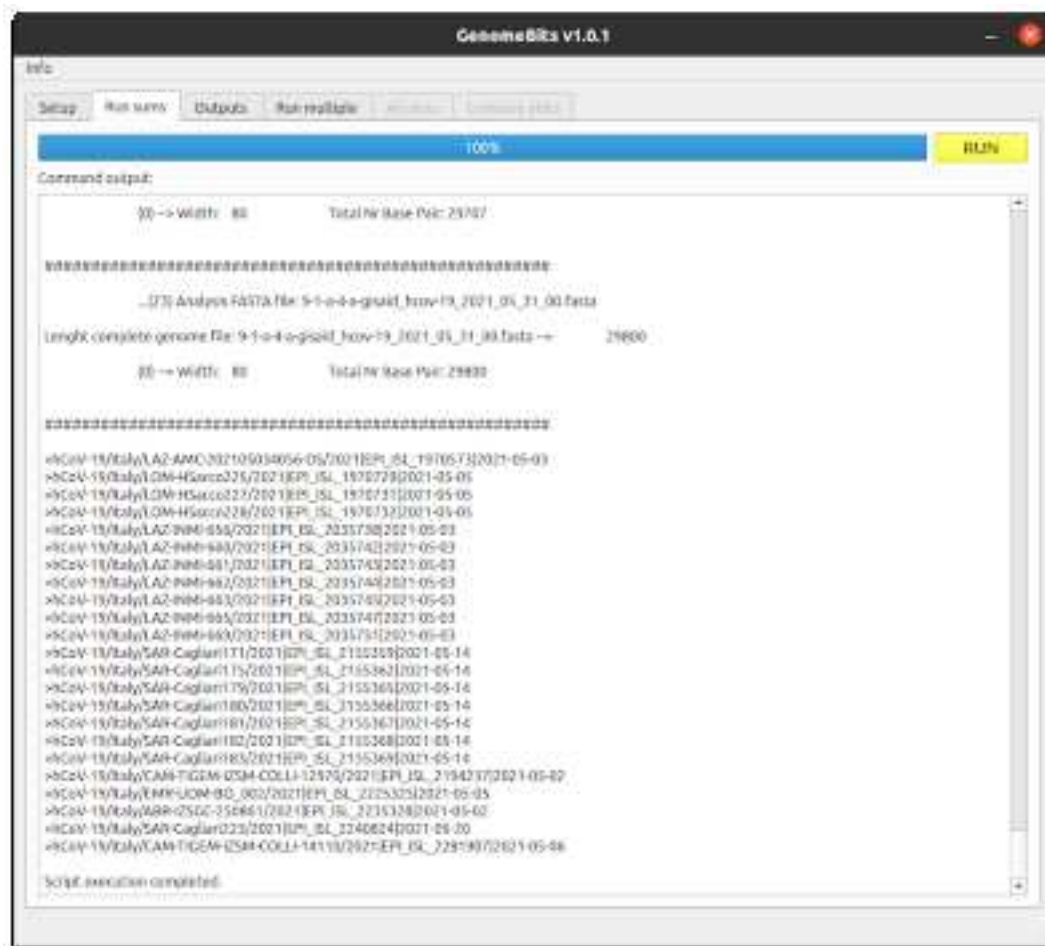 GenomeBits v1.0.1
Info
Setup Run sums Outputs Run multiple
100% RUN
Command output:
(0) --> Width: 80 Total Nr Base Pair: 29707
#######################################################
...(23) Analysis FASTA file: 9-1-o-4-a-gisaid_hcov-19_2021_05_31_00.fasta
Lenght complete genome file: 9-1-o-4-a-gisaid_hcov-19_2021_05_31_00.fasta --> 29800
(0) --> Width: 80 Total Nr Base Pair: 29800
#######################################################
>hCoV-19/Italy/LAZ-AMC-202105034056-DS/2021|EPI_ISL_1970573|2021-05-03
>hCoV-19/Italy/LOM-HSacco225/2021|EPI_ISL_1970729|2021-05-05
>hCoV-19/Italy/LOM-HSacco227/2021|EPI_ISL_1970731|2021-05-05
>hCoV-19/Italy/LOM-HSacco228/2021|EPI_ISL_1970732|2021-05-05
>hCoV-19/Italy/LAZ-INMI-656/2021|EPI_ISL_2035738|2021-05-03
>hCoV-19/Italy/LAZ-INMI-660/2021|EPI_ISL_2035742|2021-05-03
>hCoV-19/Italy/LAZ-INMI-661/2021|EPI_ISL_2035743|2021-05-03
>hCoV-19/Italy/LAZ-INMI-662/2021|EPI_ISL_2035744|2021-05-03
>hCoV-19/Italy/LAZ-INMI-663/2021|EPI_ISL_2035745|2021-05-03
>hCoV-19/Italy/LAZ-INMI-665/2021|EPI_ISL_2035747|2021-05-03
>hCoV-19/Italy/LAZ-INMI-669/2021|EPI_ISL_2035751|2021-05-03
>hCoV-19/Italy/SAR-Cagliari171/2021|EPI_ISL_2155359|2021-05-14
>hCoV-19/Italy/SAR-Cagliari175/2021|EPI_ISL_2155362|2021-05-14
>hCoV-19/Italy/SAR-Cagliari179/2021|EPI_ISL_2155365|2021-05-14
>hCoV-19/Italy/SAR-Cagliari180/2021|EPI_ISL_2155366|2021-05-14
>hCoV-19/Italy/SAR-Cagliari181/2021|EPI_ISL_2155367|2021-05-14
>hCoV-19/Italy/SAR-Cagliari182/2021|EPI_ISL_2155368|2021-05-14
>hCoV-19/Italy/SAR-Cagliari183/2021|EPI_ISL_2155369|2021-05-14
>hCoV-19/Italy/CAM-TIGEM-IZSM-COLLI-12970/2021|EPI_ISL_2194237|2021-05-02
>hCoV-19/Italy/EMR-UOM-BO_002/2021|EPI_ISL_2225325|2021-05-05
>hCoV-19/Italy/ABR-IZSGC-250861/2021|EPI_ISL_2235328|2021-05-02
>hCoV-19/Italy/SAR-Cagliari223/2021|EPI_ISL_2240824|2021-05-20
>hCoV-19/Italy/CAM-TIGEM-IZSM-COLLI-14110/2021|EPI_ISL_2281907|2021-05-06
Script execution completed